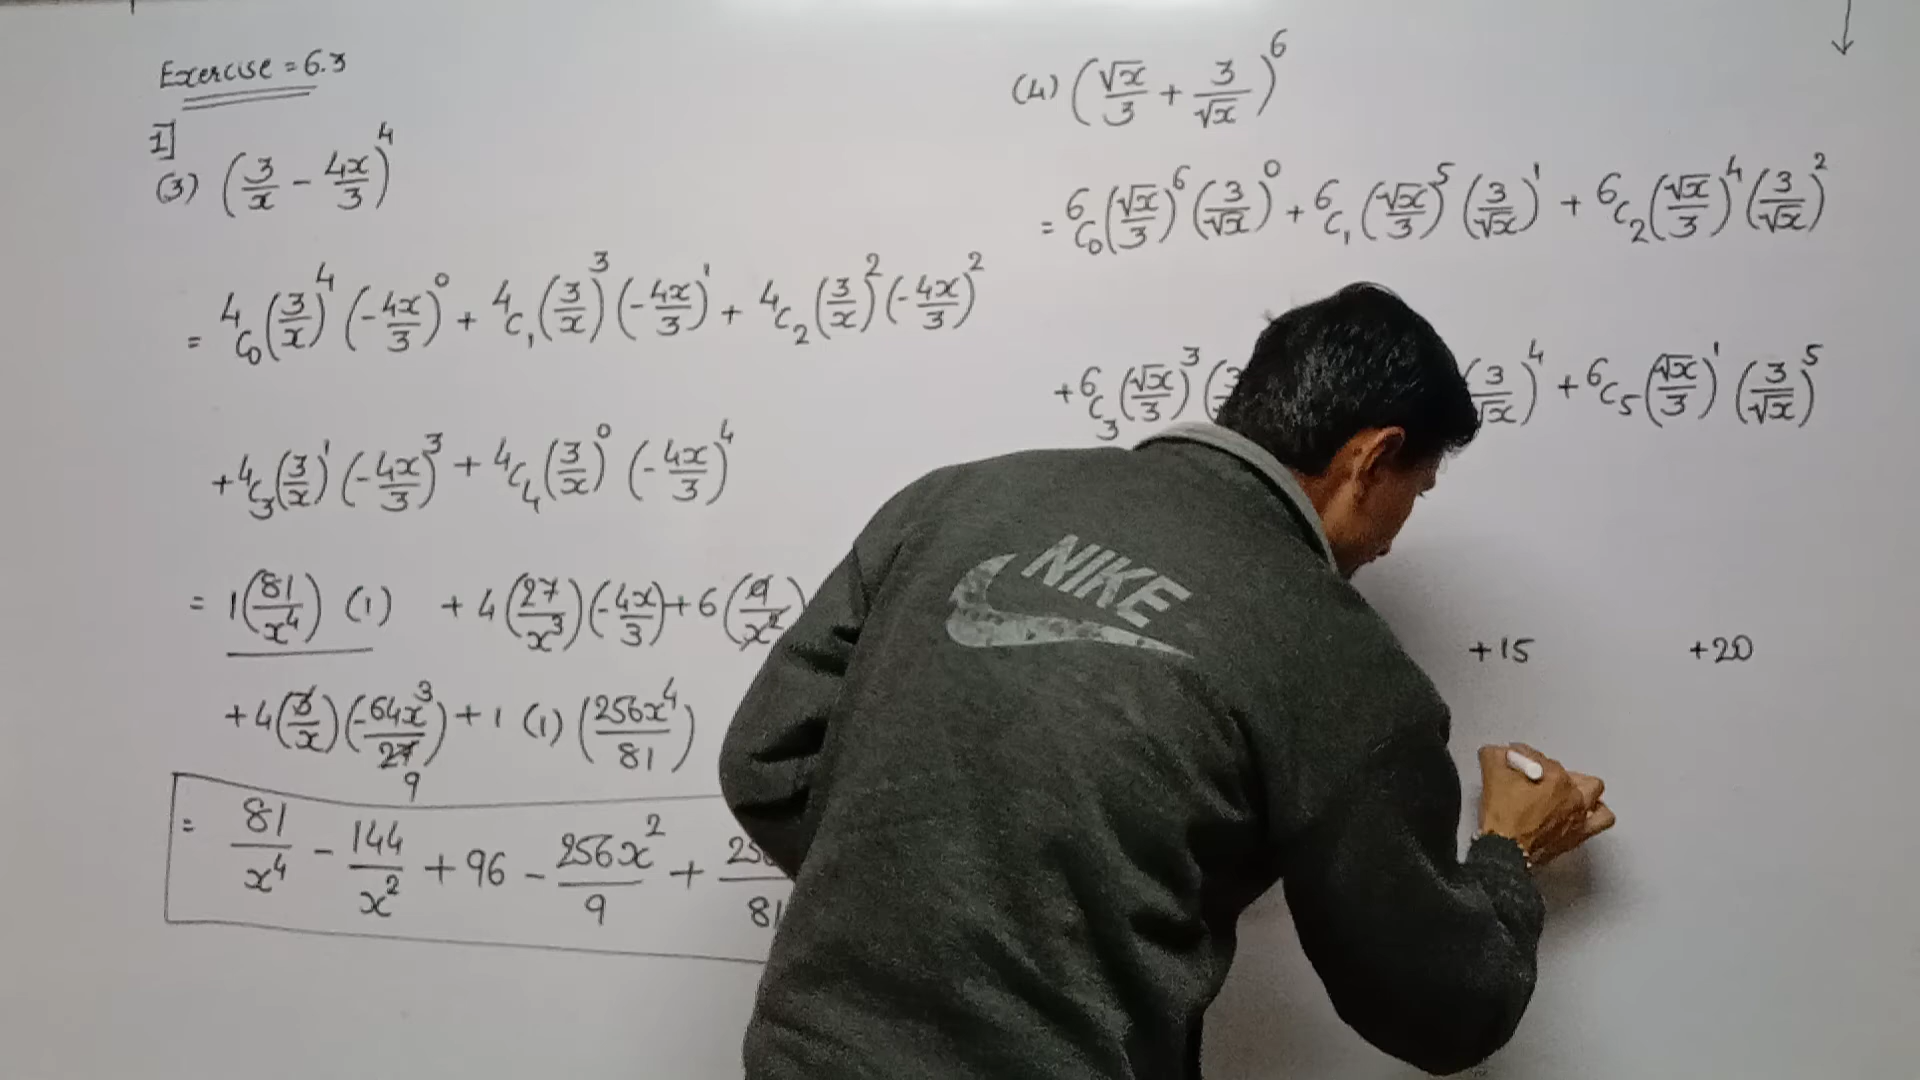 Exercise = 6.3
1]
(3) (3/x - 4x/3)^4
= 4C0 (3/x)^4 (-4x/3)^0 + 4C1 (3/x)^3 (-4x/3)^1 + 4C2 (3/x)^2 (-4x/3)^2
+ 4C3 (3/x)^1 (-4x/3)^3 + 4C4 (3/x)^0 (-4x/3)^4
= 1 (81/x^4) (1) + 4 (27/x^3) (-4x/3) + 6 (9/x^2)
+ 4 (3/x) (-64x^3/27) + 1 (1) (256x^4/81)
9
= 81/x^4 - 144/x^2 + 96 - 256x^2/9 + 81
(4) (√x/3 + 3/√x)^6
= 6C0 (√x/3)^6 (3/√x)^0 + 6C1 (√x/3)^5 (3/√x)^1 + 6C2 (√x/3)^4 (3/√x)^2
+ 6C3 (√x/3)^3 (3/√x)^4 + 6C5 (√x/3)^1 (3/√x)^5
+15 +20
NIKE